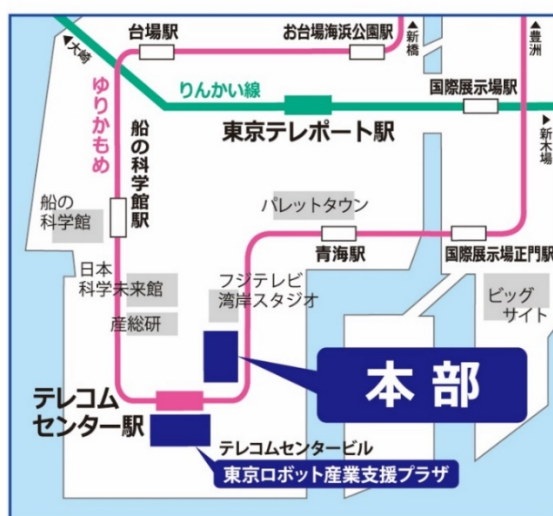 台場駅
お台場海浜公園駅
▲新橋
▲豊洲
▲大崎
りんかい線
国際展示場駅
東京テレポート駅
▼新木場
ゆりかもめ
船の科学館駅
船の
科学館
パレットタウン
青海駅
国際展示場正門駅
日本
科学未来館
フジテレビ
湾岸スタジオ
ビッグ
サイト
産総研
本部
テレコム
センター駅
テレコムセンタービル
東京ロボット産業支援プラザ